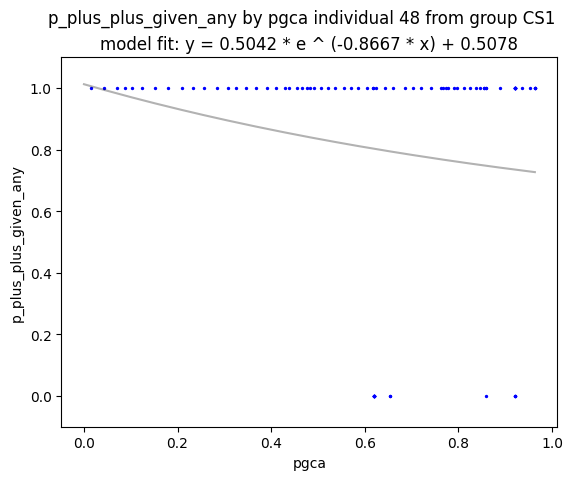 p_plus_plus_given_any by pgca individual 48 from group CS1
model fit: y = 0.5042 * e ^ (-0.8667 * x) + 0.5078
p_plus_plus_given_any
1.0
0.8
0.6
0.4
0.2
0.0
0.0 0.2 0.4 0.6 0.8 1.0
pgca